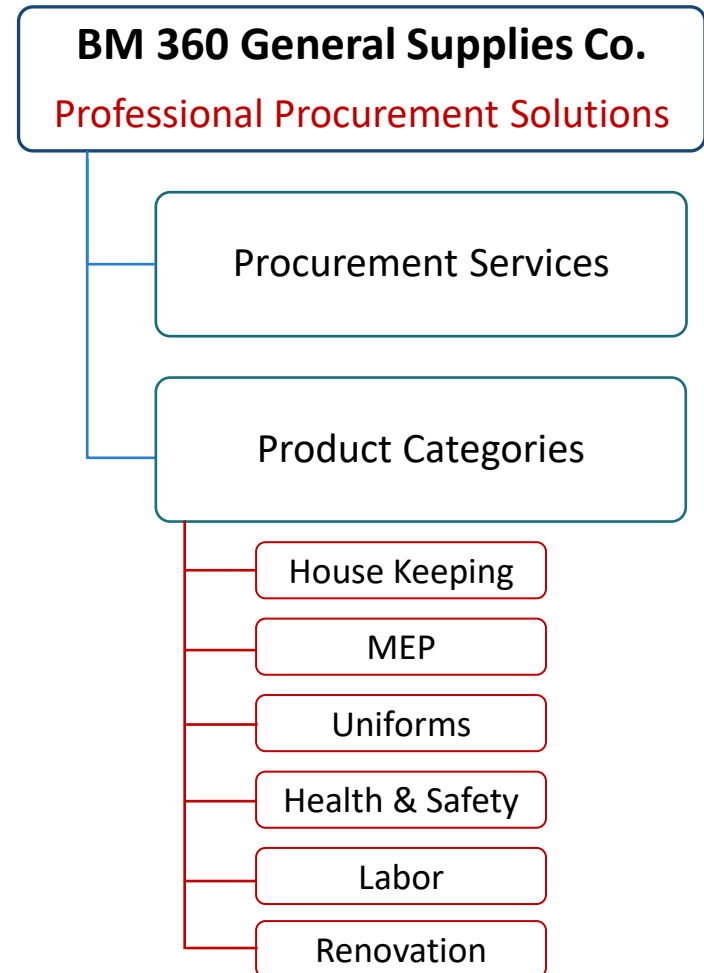 BM 360 General Supplies Co.
Professional Procurement Solutions
Procurement Services
Product Categories
House Keeping
MEP
Uniforms
Health & Safety
Labor
Renovation